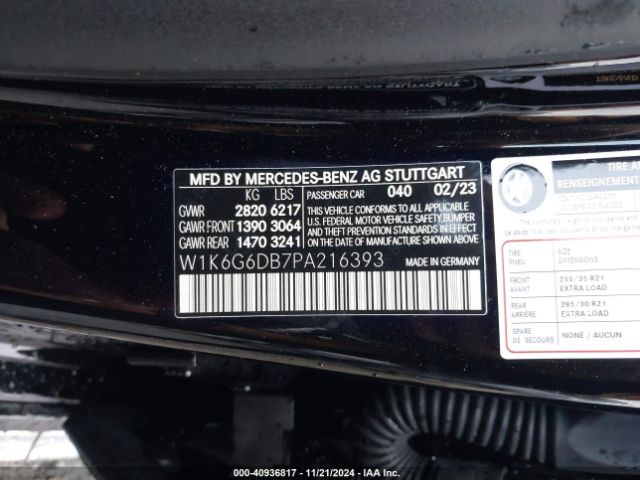 MFD BY MERCEDES-BENZ AG STUTTGART
KG LBS
GVWR 2820 6217
GAWR FRONT 1390 3064
GAWR REAR 1470 3241
PASSENGER CAR 040 02/23
THIS VEHICLE CONFORMS TO ALL APPLICABLE
U.S. FEDERAL MOTOR VEHICLE SAFETY, BUMPER
AND THEFT PREVENTION STANDARDS
IN EFFECT ON THE DATE OF
MANUFACTURE SHOWN ABOVE.
W1K6G6DB7PA216393
MADE IN GERMANY
TIRE
RENSEIGNEMENT
SEATING CAPACITY
TIRE
PNEU
SIZE
DIMENSIONS
FRONT
AVANT
255/35 R21
EXTRA LOAD
REAR
ARRIÈRE
285/30 R21
EXTRA LOAD
SPARE
DE SECOURS
NONE / AUCUN
000-40936817 - 11/21/2024 - IAA Inc.